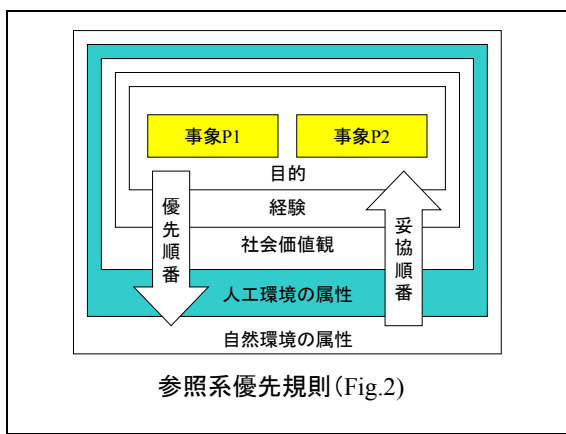 事象P1
事象P2
目的
経験
社会価値観
人工環境の属性
自然環境の属性
優先順番
妥協順番
参照系優先規則(Fig.2)